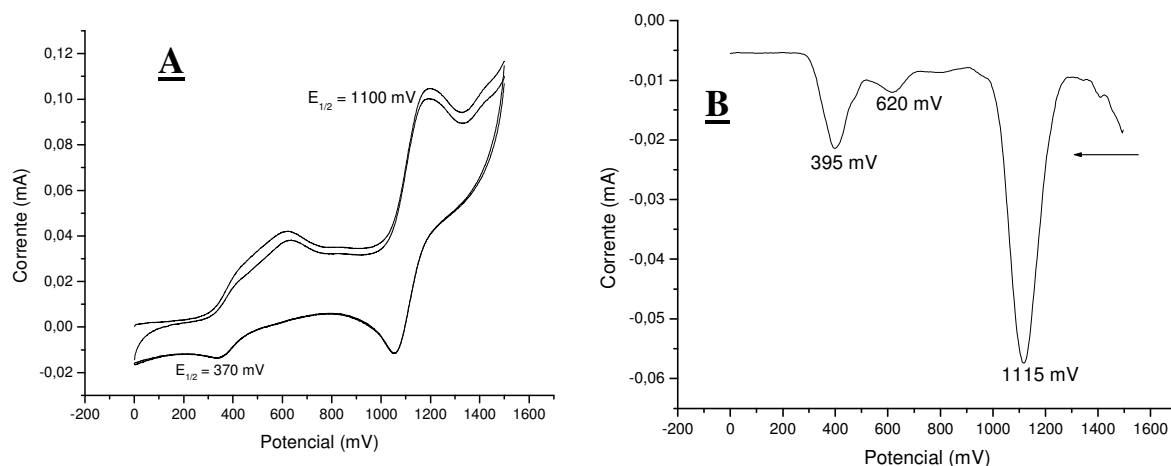 A
0,12
0,10
0,08
0,06
0,04
0,02
0,00
-0,02
Corrente (mA)
E1/2 = 1100 mV
E1/2 = 370 mV
-200 0 200 400 600 800 1000 1200 1400 1600
Potencial (mV)
B
0,00
-0,01
-0,02
-0,03
-0,04
-0,05
-0,06
Corrente (mA)
395 mV
620 mV
1115 mV
-200 0 200 400 600 800 1000 1200 1400 1600
Potencial (mV)